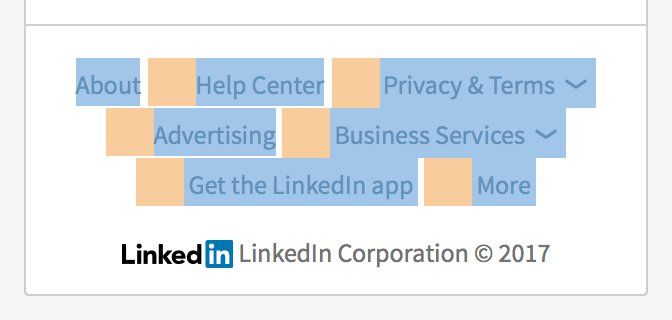 About Help Center Privacy & Terms
Advertising Business Services
Get the LinkedIn app More
Linkedin LinkedIn Corporation © 2017